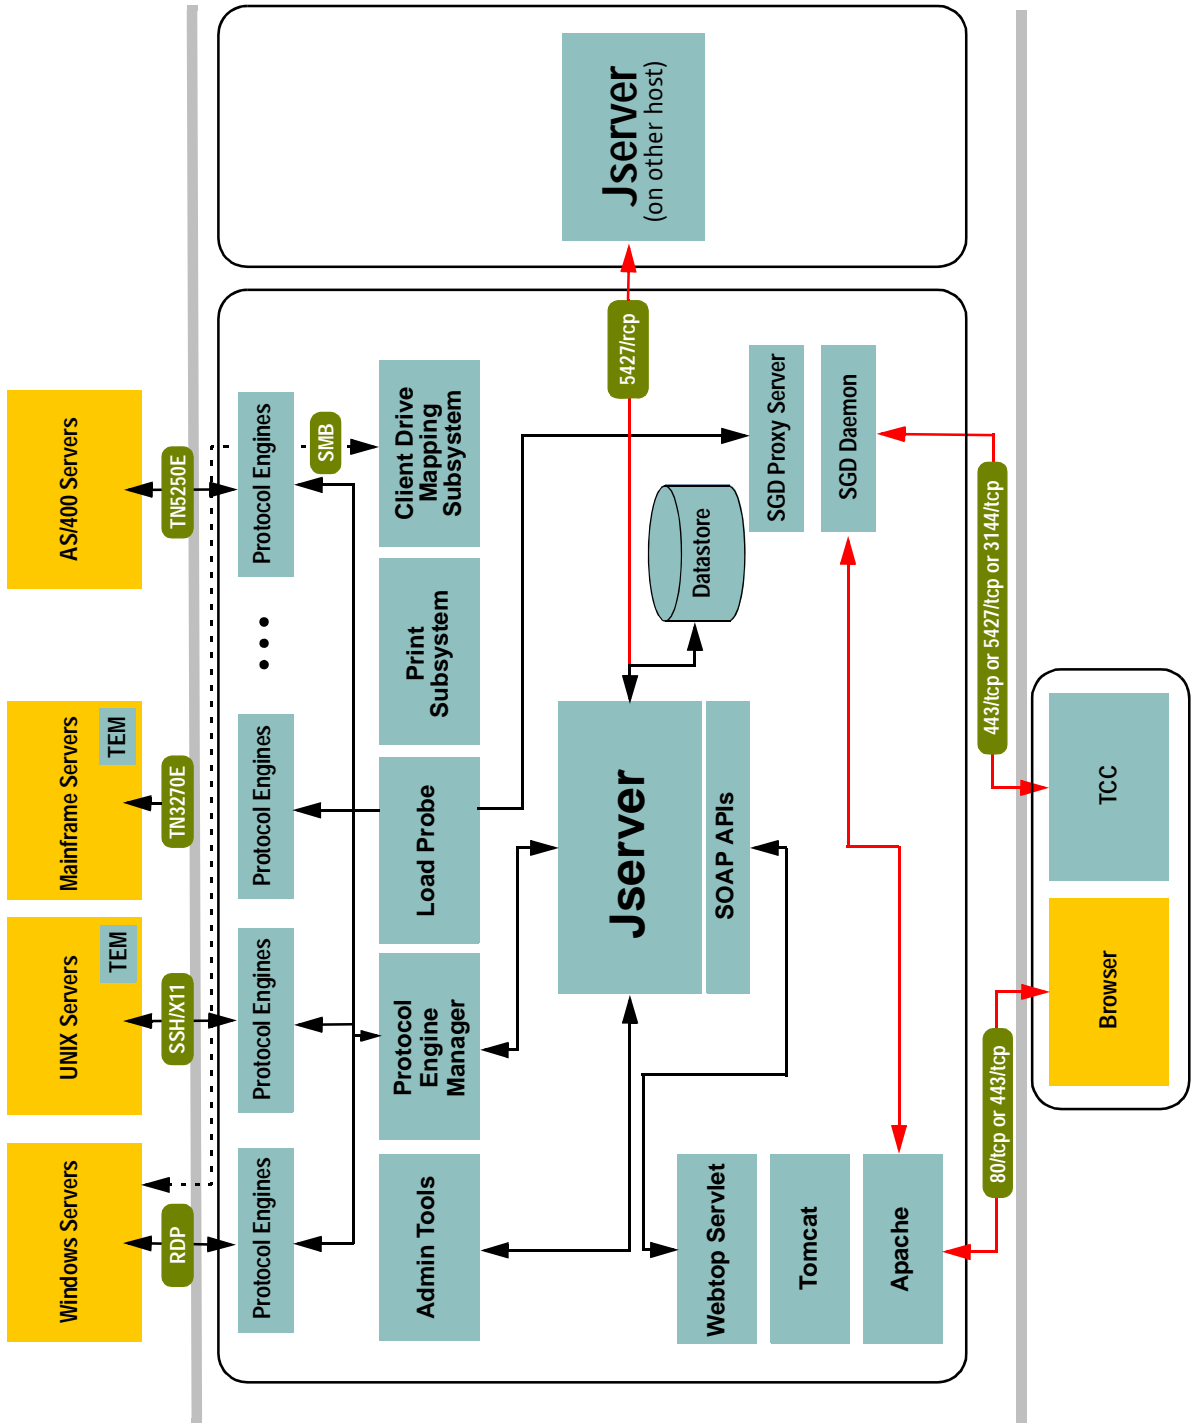 Windows Servers
UNIX Servers
TEM
Mainframe Servers
TEM
AS/400 Servers
RDP
SSH/X11
TN3270E
TN5250E
Protocol Engines
Protocol Engines
Protocol Engines
• • •
Protocol Engines
SMB
Admin Tools
Protocol
Engine
Manager
Load Probe
Print
Subsystem
Client Drive
Mapping
Subsystem
Jserver
SOAP APIs
Datastore
5427/rcp
Jserver
(on other host)
Webtop Servlet
Tomcat
Apache
SGD Proxy Server
SGD Daemon
80/tcp or 443/tcp
443/tcp or 5427/tcp or 3144/tcp
Browser
TCC